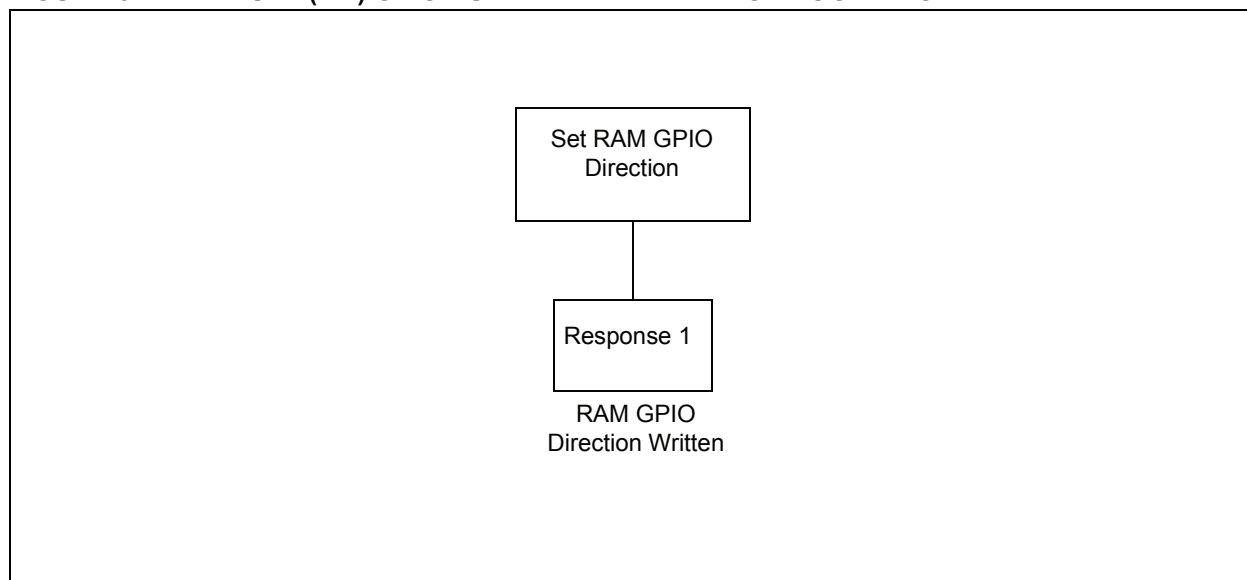 Set RAM GPIO
Direction
Response 1
RAM GPIO
Direction Written